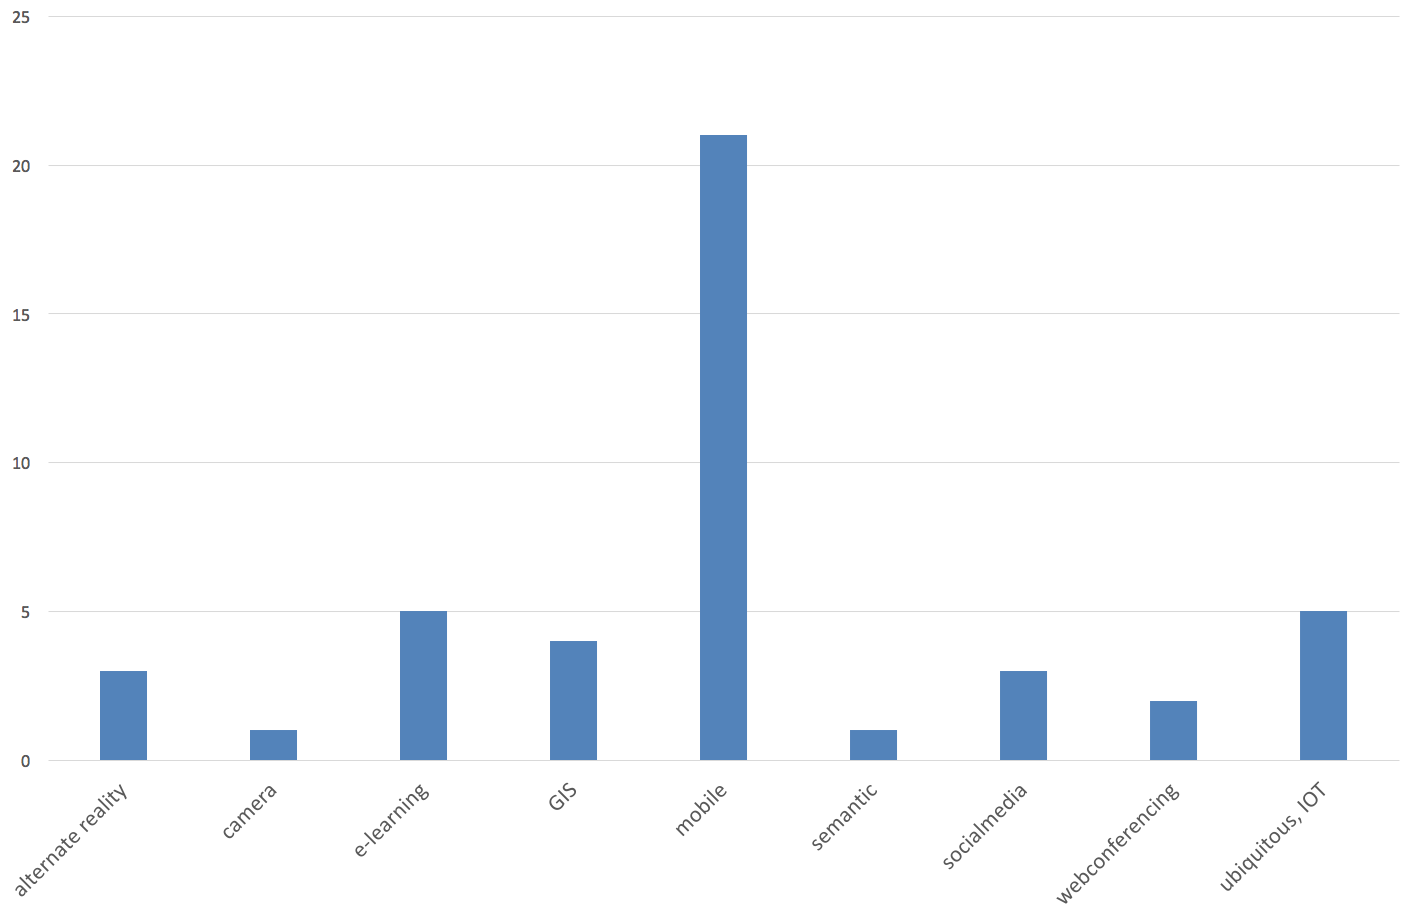 25
20
15
10
5
0
alternate reality
camera
e-learning
GIS
mobile
semantic
socialmedia
webconferencing
ubiquitous, IOT